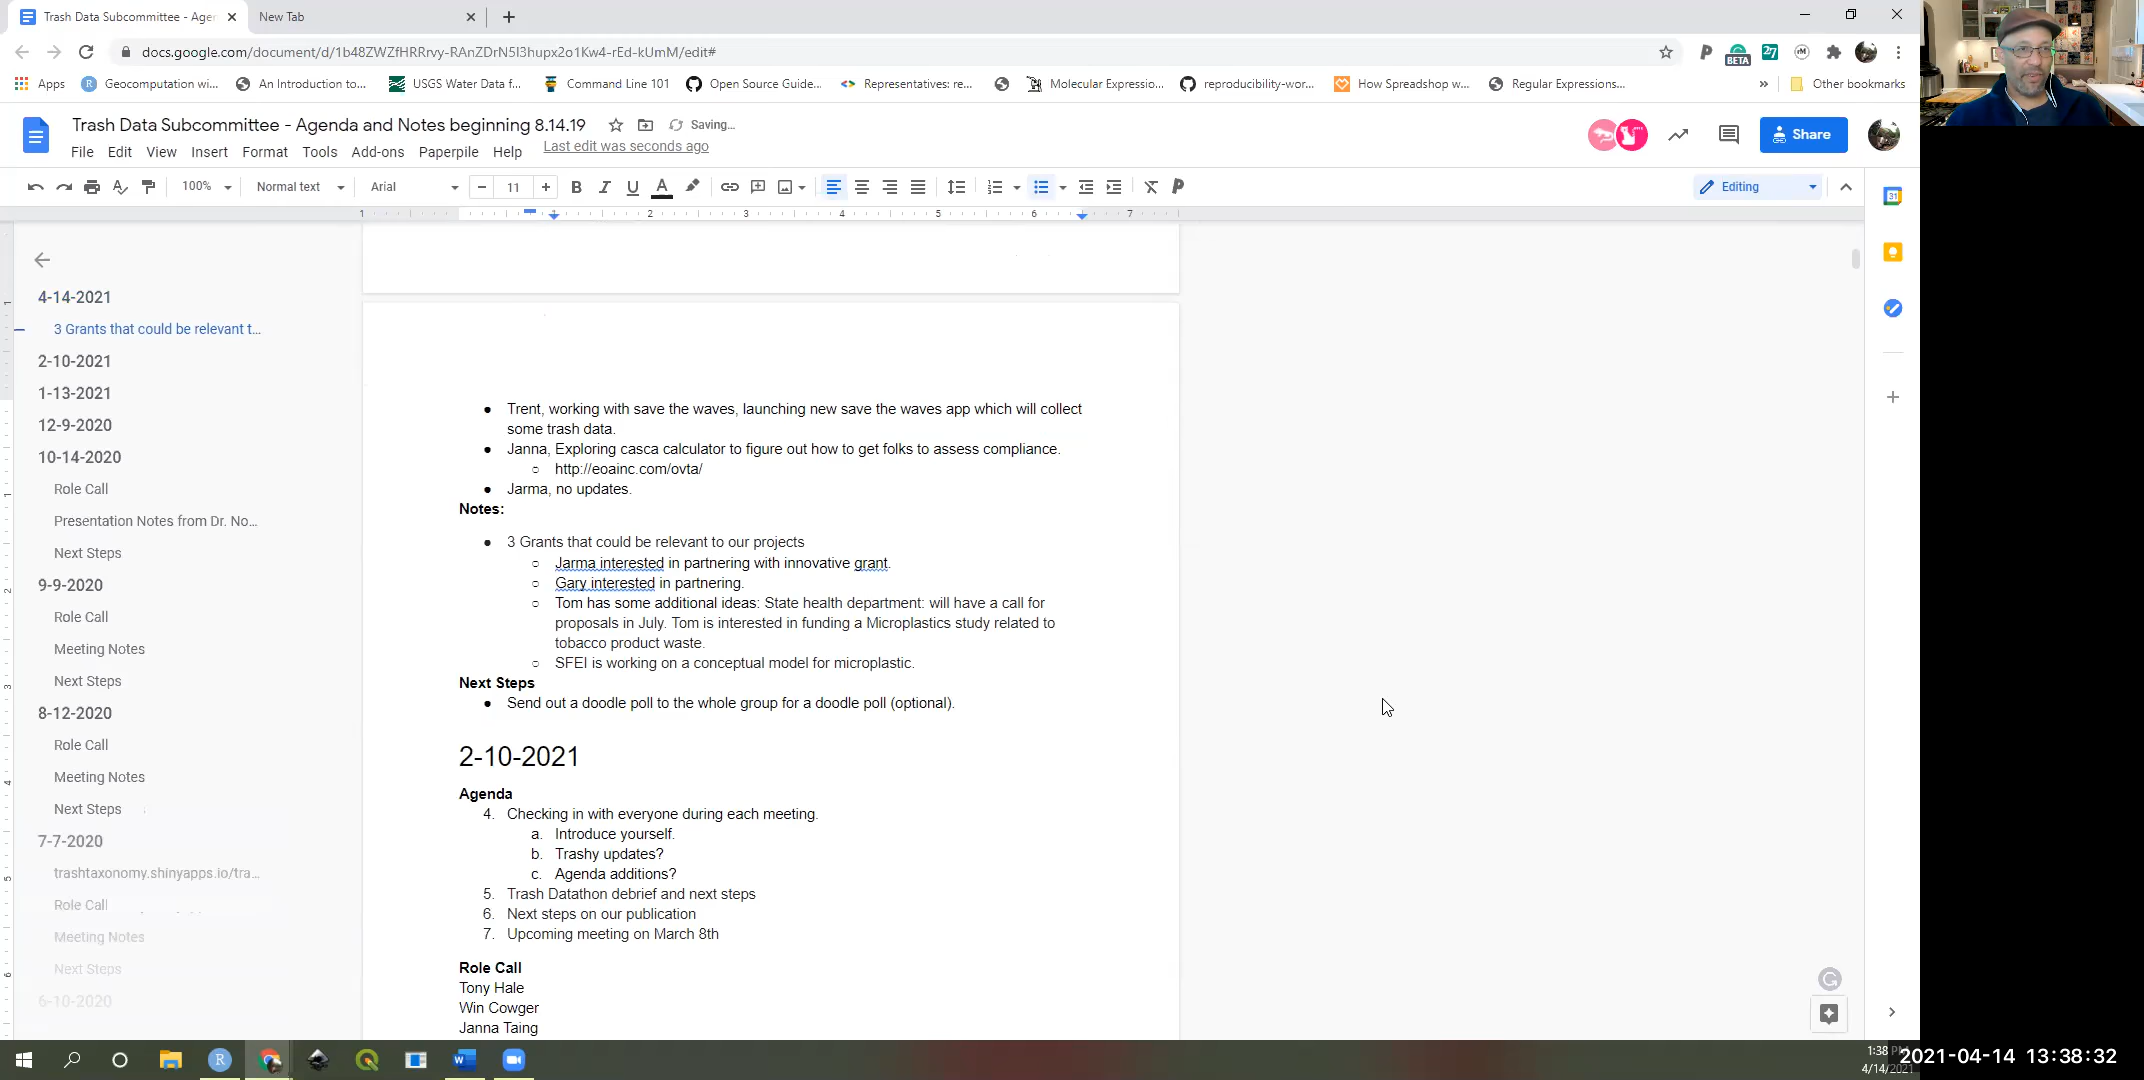 Trash Data Subcommittee - Agen
New Tab
docs.google.com/document/d/1b48ZWZfHRRrvy-RAnZDrN5l3hupx2o1Kw4-rEd-kUmM/edit#
BETA
Apps
Geocomputation wi...
An Introduction to...
USGS Water Data f...
Command Line 101
Open Source Guide...
Representatives: re...
Molecular Expressio...
reproducibility-wor...
How Spreadshop w...
Regular Expressions...
Other bookmarks
Trash Data Subcommittee - Agenda and Notes beginning 8.14.19
Saving...
File Edit View Insert Format Tools Add-ons Paperpile Help
Last edit was seconds ago
Share
100%
Normal text
Arial
11
Editing
1 1 2 3 4 5 6 7
31
4-14-2021
3 Grants that could be relevant t...
2-10-2021
1-13-2021
12-9-2020
10-14-2020
Role Call
Presentation Notes from Dr. No...
Next Steps
9-9-2020
Role Call
Meeting Notes
Next Steps
8-12-2020
Role Call
Meeting Notes
Next Steps
7-7-2020
trashtaxonomy.shinyapps.io/tra...
Role Call
Meeting Notes
Next Steps
6-10-2020
● Trent, working with save the waves, launching new save the waves app which will collect
some trash data.
● Janna, Exploring casca calculator to figure out how to get folks to assess compliance.
○ http://eoainc.com/ovta/
● Jarma, no updates.
Notes:
● 3 Grants that could be relevant to our projects
○ Jarma interested in partnering with innovative grant.
○ Gary interested in partnering.
○ Tom has some additional ideas: State health department: will have a call for
proposals in July. Tom is interested in funding a Microplastics study related to
tobacco product waste.
○ SFEI is working on a conceptual model for microplastic.
Next Steps
● Send out a doodle poll to the whole group for a doodle poll (optional).
2-10-2021
Agenda
4. Checking in with everyone during each meeting.
a. Introduce yourself.
b. Trashy updates?
c. Agenda additions?
5. Trash Datathon debrief and next steps
6. Next steps on our publication
7. Upcoming meeting on March 8th
Role Call
Tony Hale
Win Cowger
Janna Taing
1:38 PM
4/14/2021
2021-04-14 13:38:32